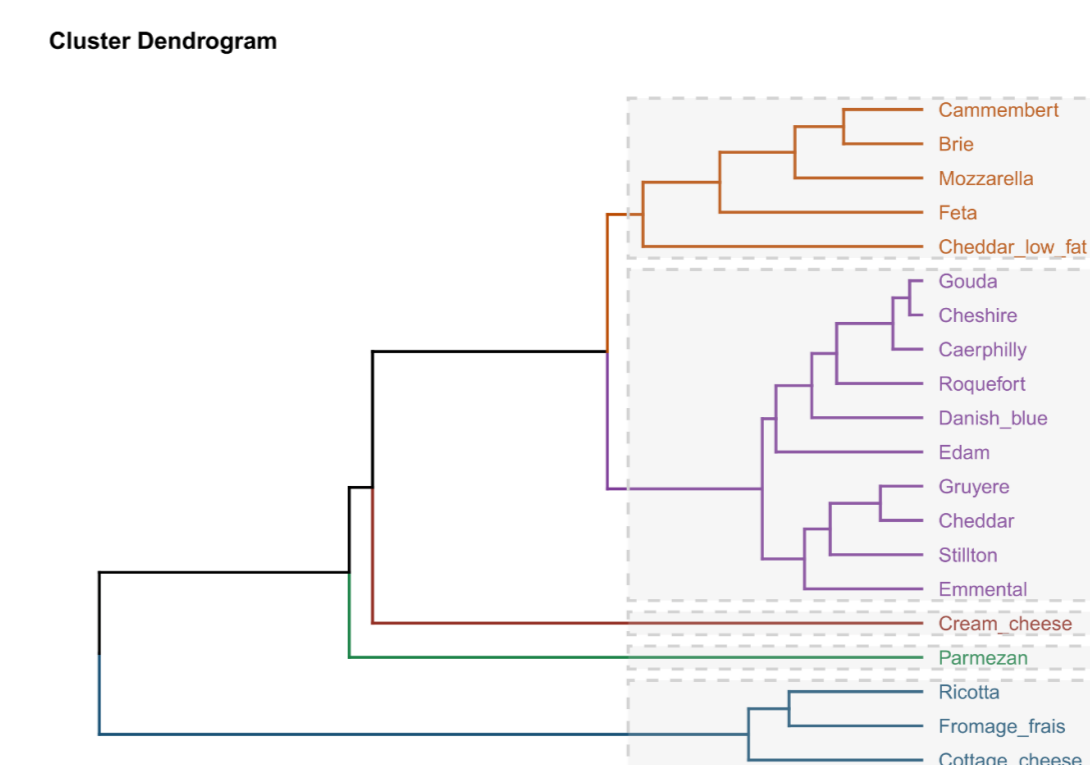 Cluster Dendrogram
Cammembert
Brie
Mozzarella
Feta
Cheddar_low_fat
Gouda
Cheshire
Caerphilly
Roquefort
Danish_blue
Edam
Gruyere
Cheddar
Stillton
Emmental
Cream_cheese
Parmezan
Ricotta
Fromage_frais
Cottage_cheese